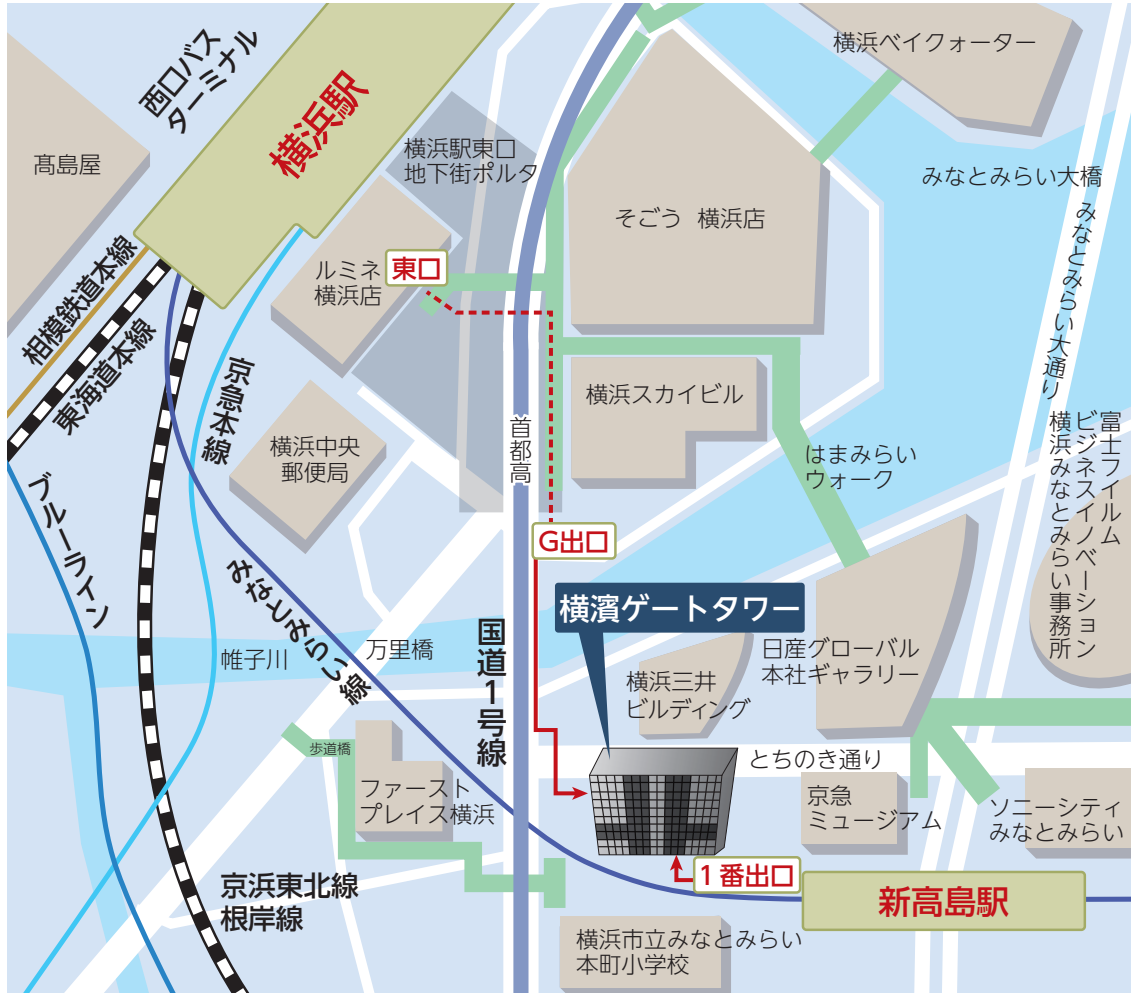 西口バス
ターミナル
横浜駅
髙島屋
横浜駅東口
地下街ポルタ
横浜ベイクォーター
みなとみらい大橋
そごう 横浜店
みなとみらい大通り
ルミネ
横浜店
東口
相模鉄道本線
東海道本線
京急本線
横浜中央
郵便局
首都高
横浜スカイビル
はまみらい
ウォーク
富士フイルム
ビジネスイノベーション
横浜みなとみらい事務所
ブルーライン
G出口
みなとみらい線
横濱ゲートタワー
国道1号線
万里橋
帷子川
横浜三井
ビルディング
日産グローバル
本社ギャラリー
歩道橋
とちのき通り
ファースト
プレイス横浜
京急
ミュージアム
ソニーシティ
みなとみらい
1番出口
京浜東北線
根岸線
新高島駅
横浜市立みなとみらい
本町小学校